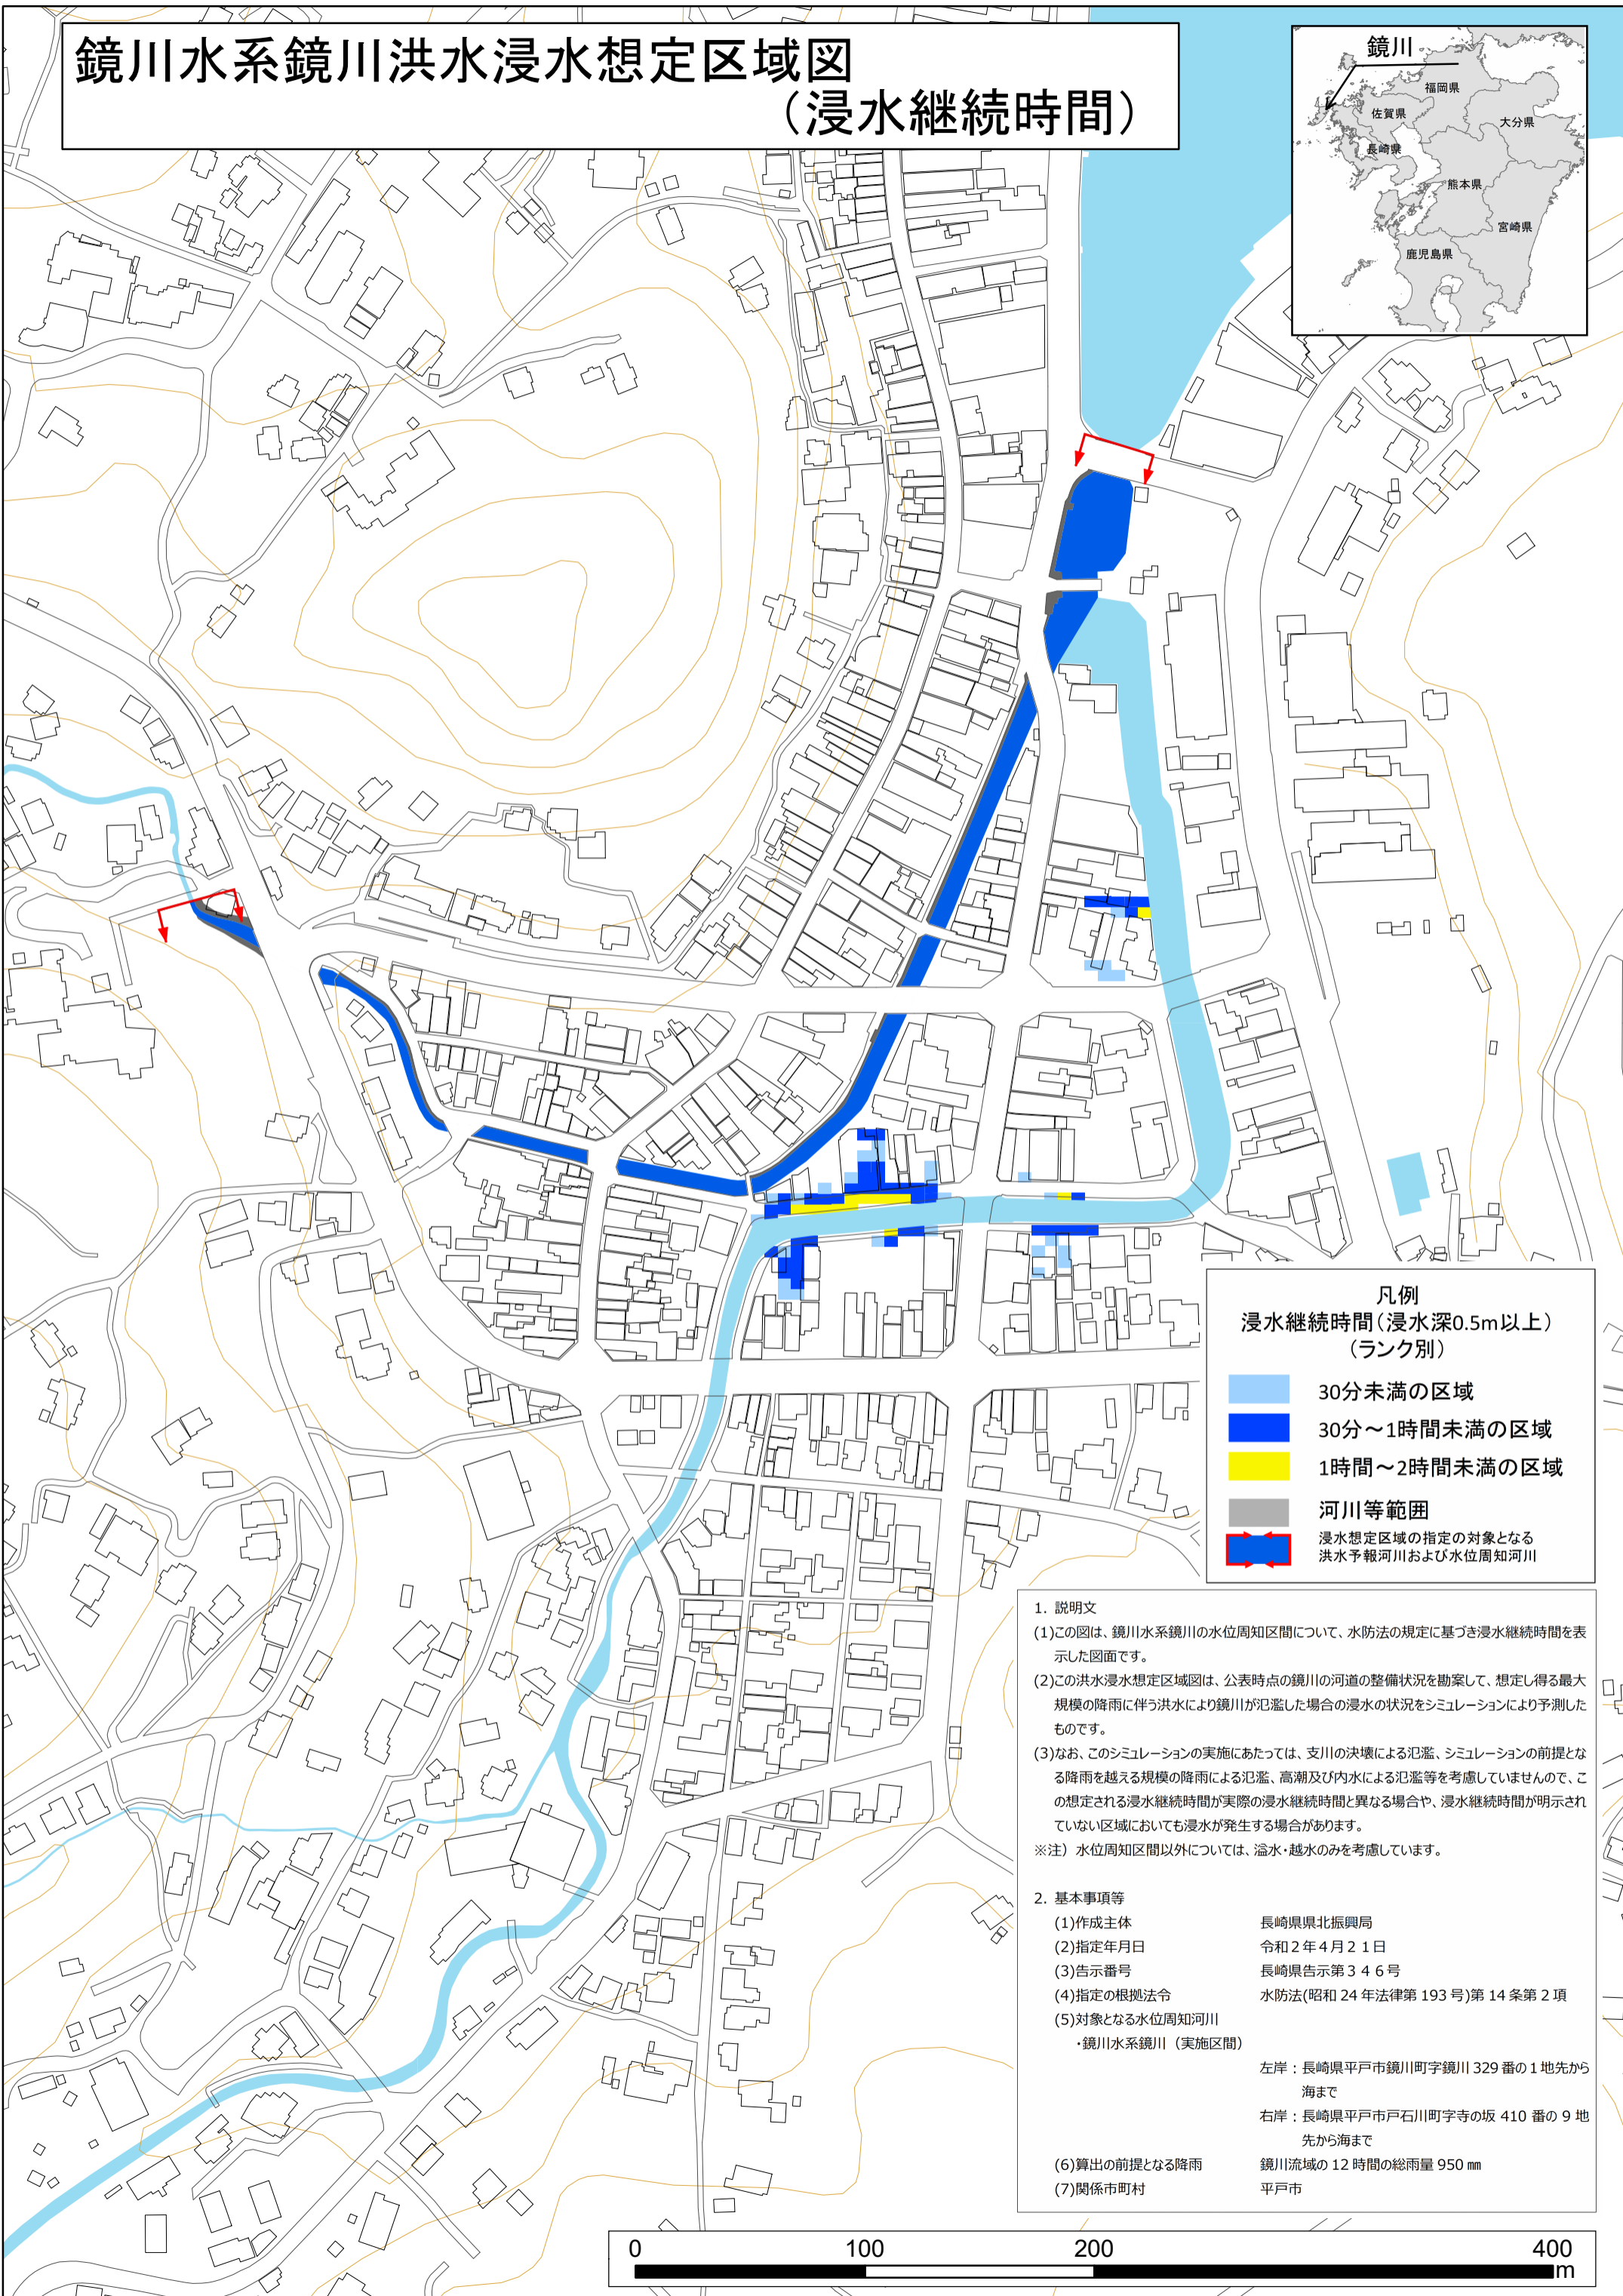 鏡川水系鏡川洪水浸水想定区域図
（浸水継続時間）
鏡川
福岡県
佐賀県
大分県
長崎県
熊本県
宮崎県
鹿児島県
凡例
浸水継続時間（浸水深0.5m以上）
（ランク別）
30分未満の区域
30分～1時間未満の区域
1時間～2時間未満の区域
河川等範囲
浸水想定区域の指定の対象となる
洪水予報河川および水位周知河川
1. 説明文
(1)この図は、鏡川水系鏡川の水位周知区間について、水防法の規定に基づき浸水継続時間を表
示した図面です。
(2)この洪水浸水想定区域図は、公表時点の鏡川の河道の整備状況を勘案して、想定し得る最大
規模の降雨に伴う洪水により鏡川が氾濫した場合の浸水の状況をシミュレーションにより予測した
ものです。
(3)なお、このシミュレーションの実施にあたっては、支川の決壊による氾濫、シミュレーションの前提とな
る降雨を越える規模の降雨による氾濫、高潮及び内水による氾濫等を考慮していませんので、こ
の想定される浸水継続時間が実際の浸水継続時間と異なる場合や、浸水継続時間が明示され
ていない区域においても浸水が発生する場合があります。
※注）水位周知区間以外については、溢水・越水のみを考慮しています。
2. 基本事項等
(1)作成主体 長崎県県北振興局
(2)指定年月日 令和２年４月２１日
(3)告示番号 長崎県告示第３４６号
(4)指定の根拠法令 水防法(昭和 24 年法律第 193 号)第 14 条第 2 項
(5)対象となる水位周知河川
・鏡川水系鏡川（実施区間）
左岸：長崎県平戸市鏡川町字鏡川 329 番の１地先から
海まで
右岸：長崎県平戸市戸石川町字寺の坂 410 番の 9 地
先から海まで
(6)算出の前提となる降雨 鏡川流域の 12 時間の総雨量 950 ㎜
(7)関係市町村 平戸市
0 100 200 400
m